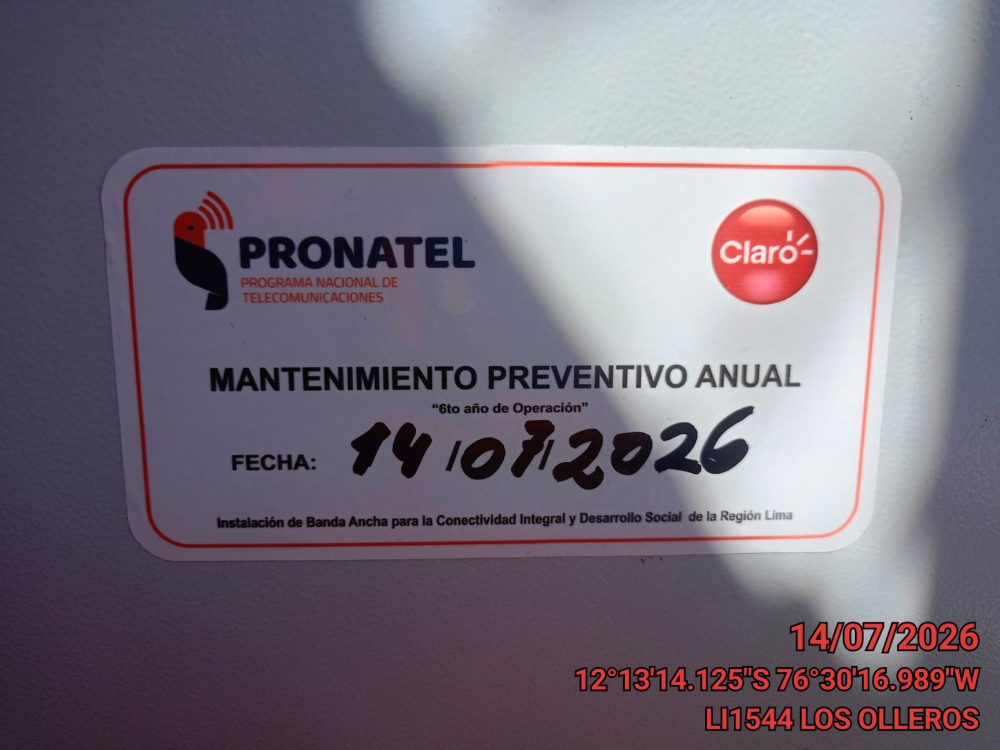 PRONATEL
PROGRAMA NACIONAL DE
TELECOMUNICACIONES
Claro
MANTENIMIENTO PREVENTIVO ANUAL
“6to año de Operación”
FECHA: 14/07/2026
Instalación de Banda Ancha para la Conectividad Integral y Desarrollo Social de la Región Lima
14/07/2026
12°13'14.125"S 76°30'16.989"W
LI1544 LOS OLLEROS